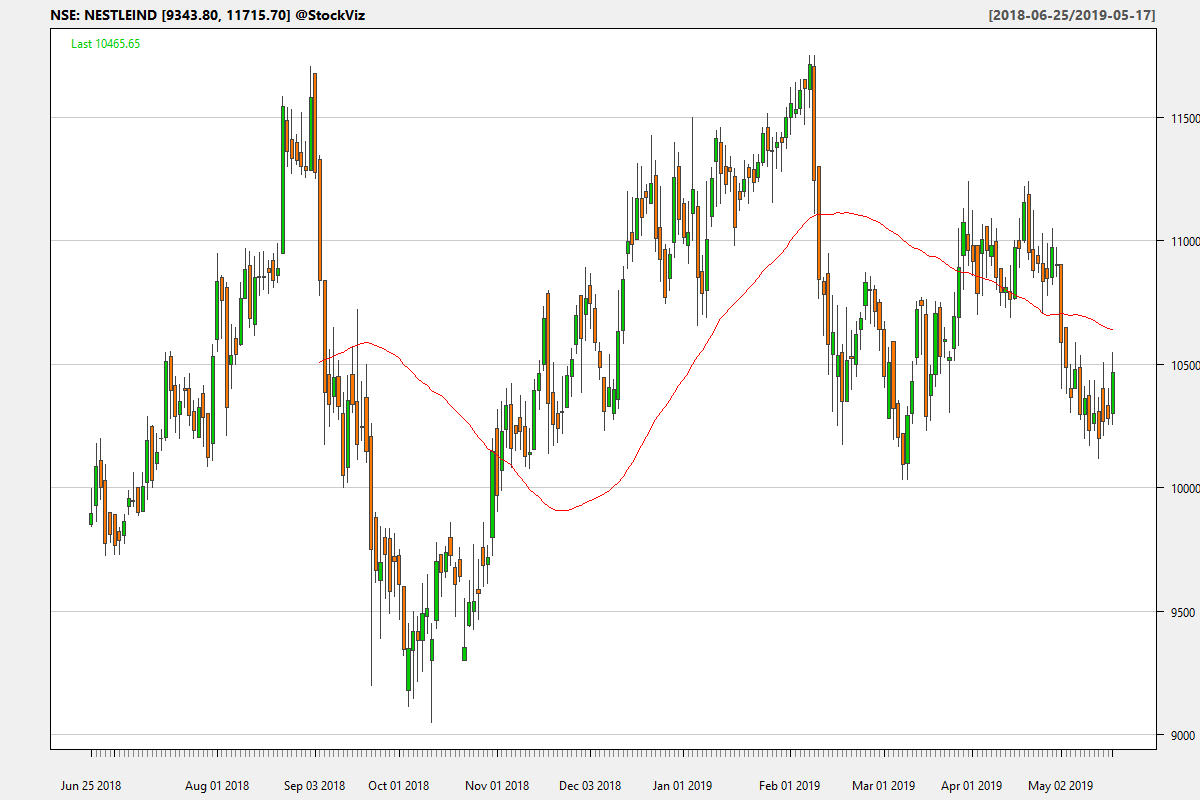 NSE: NESTLEIND [9343.80, 11715.70] @StockViz [2018-06-25/2019-05-17]
Last 10465.65
11500
11000
10500
10000
9500
9000
Jun 25 2018 Aug 01 2018 Sep 03 2018 Oct 01 2018 Nov 01 2018 Dec 03 2018 Jan 01 2019 Feb 01 2019 Mar 01 2019 Apr 01 2019 May 02 2019